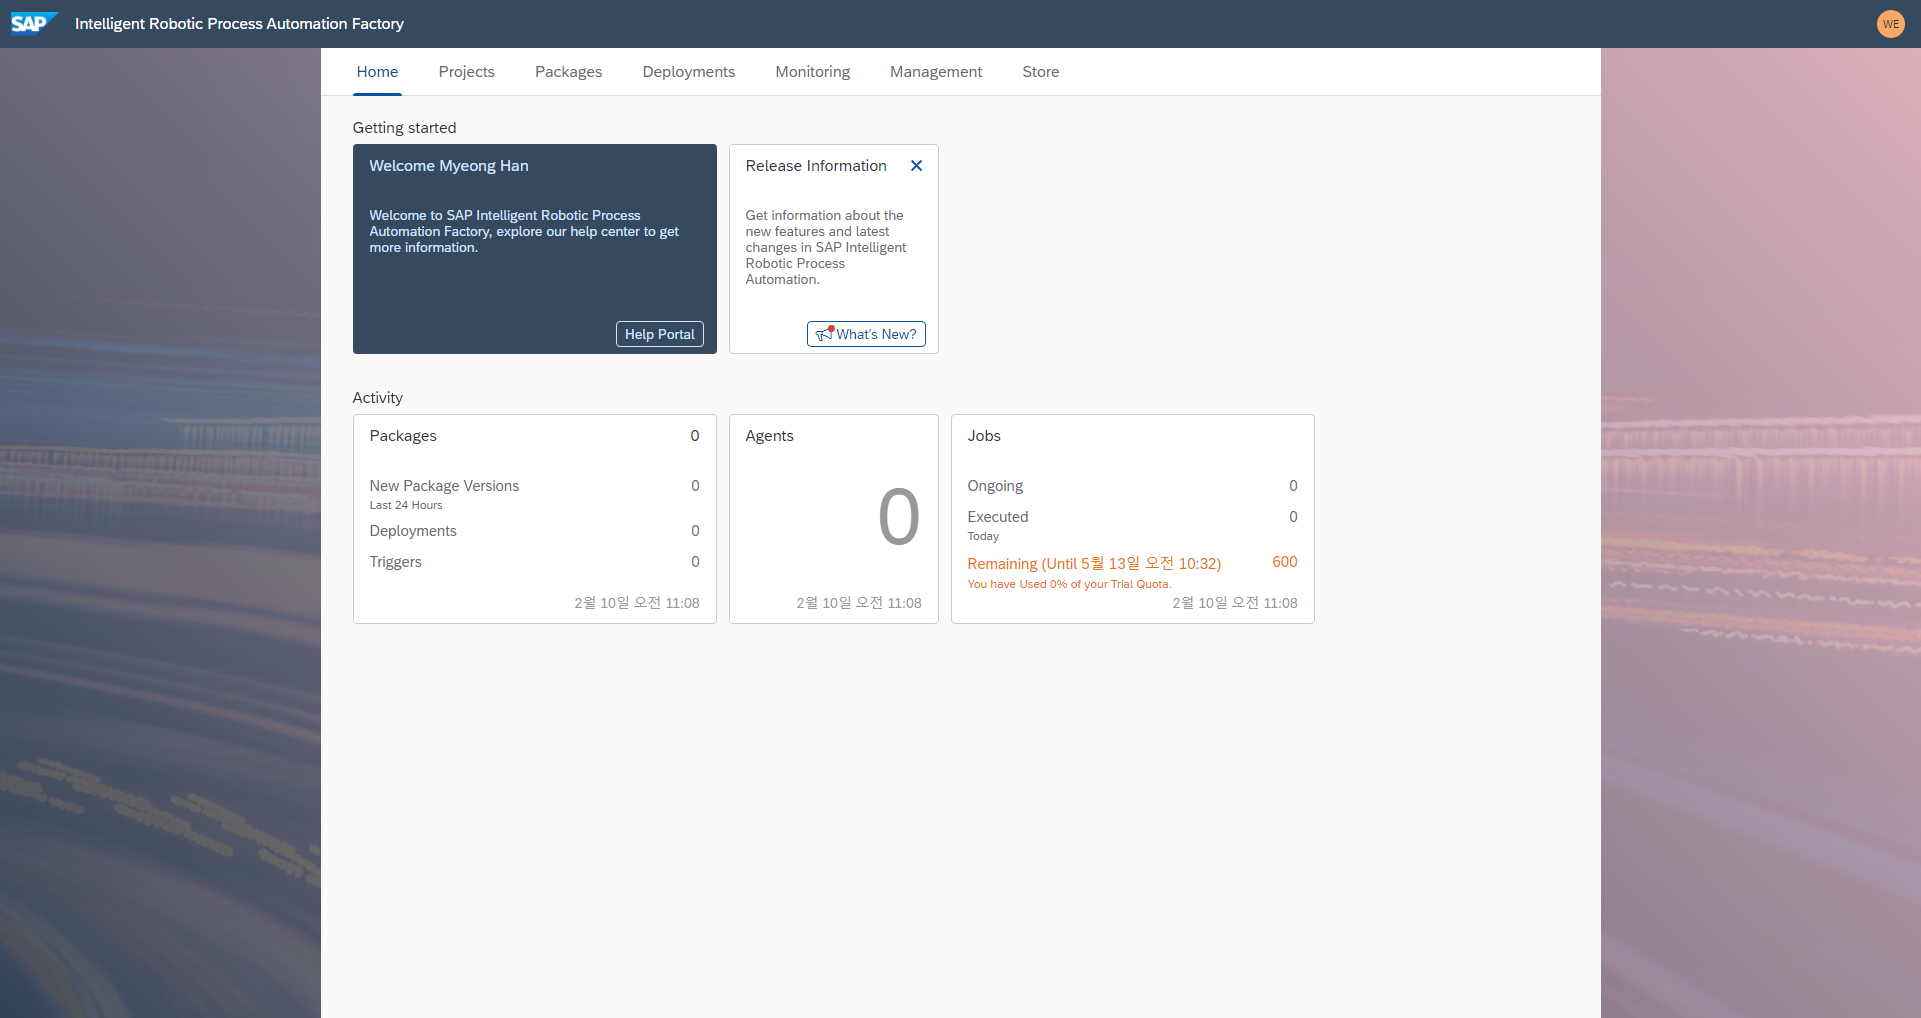 SAP Intelligent Robotic Process Automation Factory WE
Home Projects Packages Deployments Monitoring Management Store
Getting started
Welcome Myeong Han
Welcome to SAP Intelligent Robotic Process
Automation Factory, explore our help center to get
more information.
Help Portal
Release Information
Get information about the
new features and latest
changes in SAP Intelligent
Robotic Process
Automation.
What's New?
Activity
Packages 0
New Package Versions 0
Last 24 Hours
Deployments 0
Triggers 0
2월 10일 오전 11:08
Agents
0
2월 10일 오전 11:08
Jobs
Ongoing 0
Executed 0
Today
Remaining (Until 5월 13일 오전 10:32) 600
You have Used 0% of your Trial Quota.
2월 10일 오전 11:08